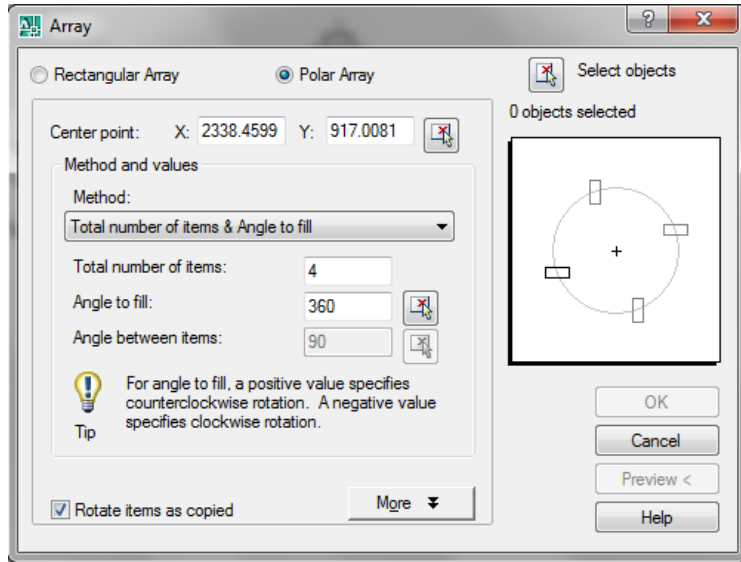 Array
Rectangular Array
Polar Array
Select objects
0 objects selected
Center point: X: 2338.4599 Y: 917.0081
Method and values
Method:
Total number of items & Angle to fill
Total number of items: 4
Angle to fill: 360
Angle between items: 90
For angle to fill, a positive value specifies
counterclockwise rotation. A negative value
specifies clockwise rotation.
Tip
Rotate items as copied
More
OK
Cancel
Preview <
Help